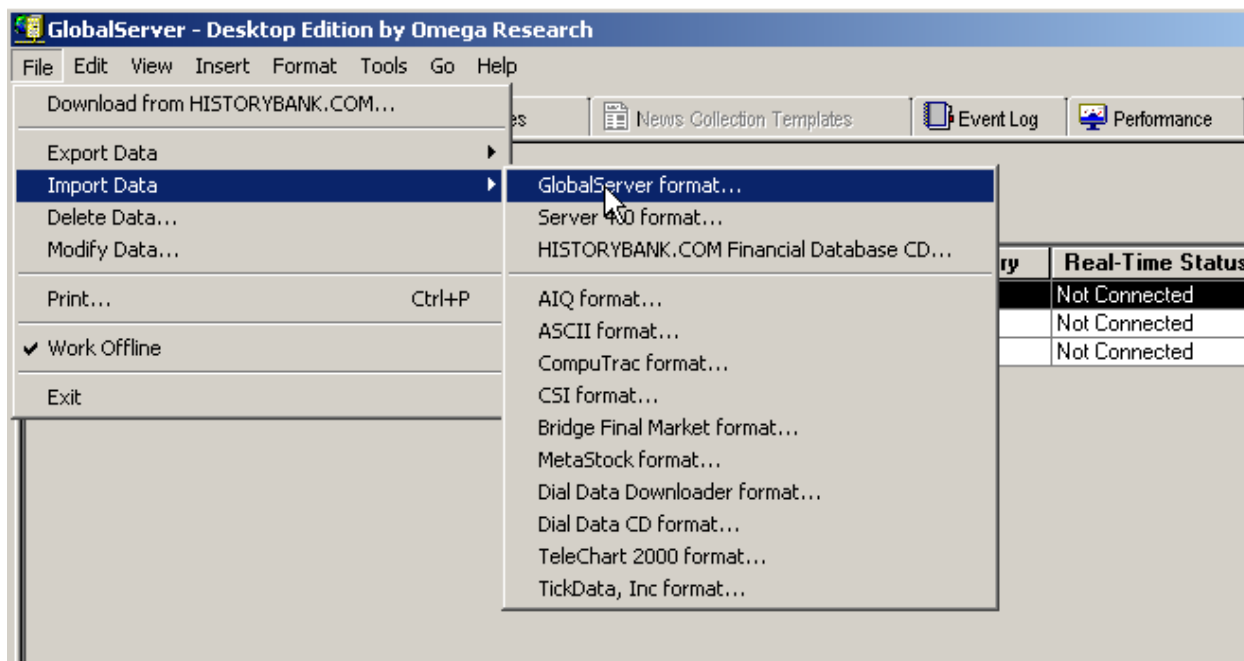 GlobalServer - Desktop Edition by Omega Research
File Edit View Insert Format Tools Go Help
Download from HISTORYBANK.COM...
es News Collection Templates Event Log Performance
Export Data
Import Data
Delete Data...
Modify Data...
Print... Ctrl+P
Work Offline
Exit
GlobalServer format...
Server 4.0 format...
HISTORYBANK.COM Financial Database CD...
AIQ format...
ASCII format...
CompuTrac format...
CSI format...
Bridge Final Market format...
MetaStock format...
Dial Data Downloader format...
Dial Data CD format...
TeleChart 2000 format...
TickData, Inc format...
ry Real-Time Status
Not Connected
Not Connected
Not Connected